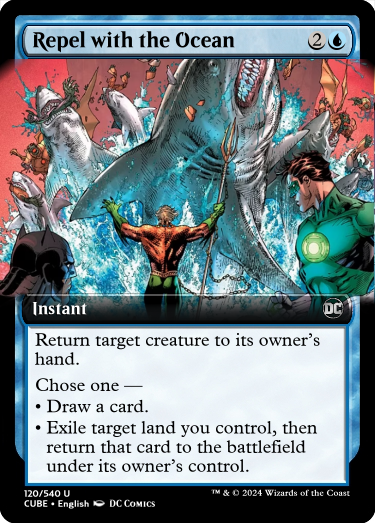 Repel with the Ocean 2
Instant DC
Return target creature to its owner's
hand.
Chose one —
• Draw a card.
• Exile target land you control, then
return that card to the battlefield
under its owner's control.
120/540 U
™ & © 2024 Wizards of the Coast
CUBE • English DC COMICS